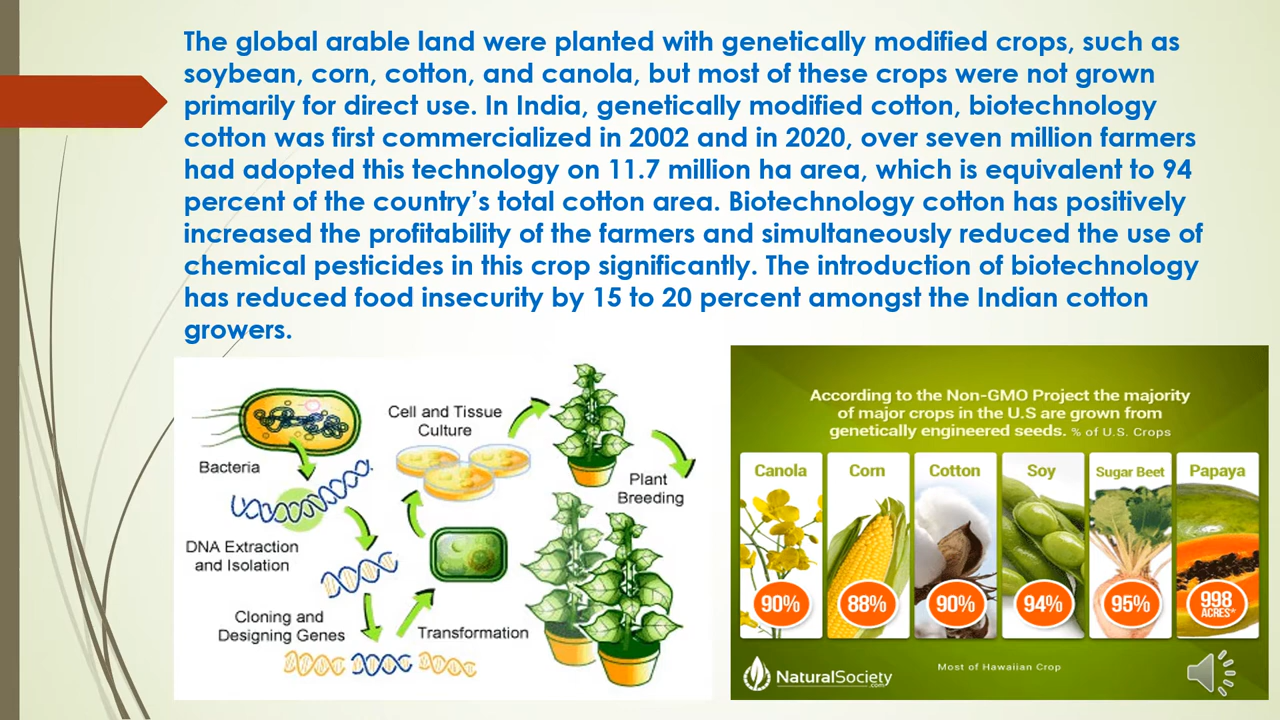 The global arable land were planted with genetically modified crops, such as
soybean, corn, cotton, and canola, but most of these crops were not grown
primarily for direct use. In India, genetically modified cotton, biotechnology
cotton was first commercialized in 2002 and in 2020, over seven million farmers
had adopted this technology on 11.7 million ha area, which is equivalent to 94
percent of the country’s total cotton area. Biotechnology cotton has positively
increased the profitability of the farmers and simultaneously reduced the use of
chemical pesticides in this crop significantly. The introduction of biotechnology
has reduced food insecurity by 15 to 20 percent amongst the Indian cotton
growers.
Bacteria
DNA Extraction
and Isolation
Cloning and
Designing Genes
Transformation
Cell and Tissue
Culture
Plant
Breeding
According to the Non-GMO Project the majority
of major crops in the U.S are grown from
genetically engineered seeds. % of U.S. Crops
Canola
90%
Corn
88%
Cotton
90%
Soy
94%
Sugar Beet
95%
Papaya
998
ACRES*
Most of Hawaiian Crop
NaturalSociety
.com